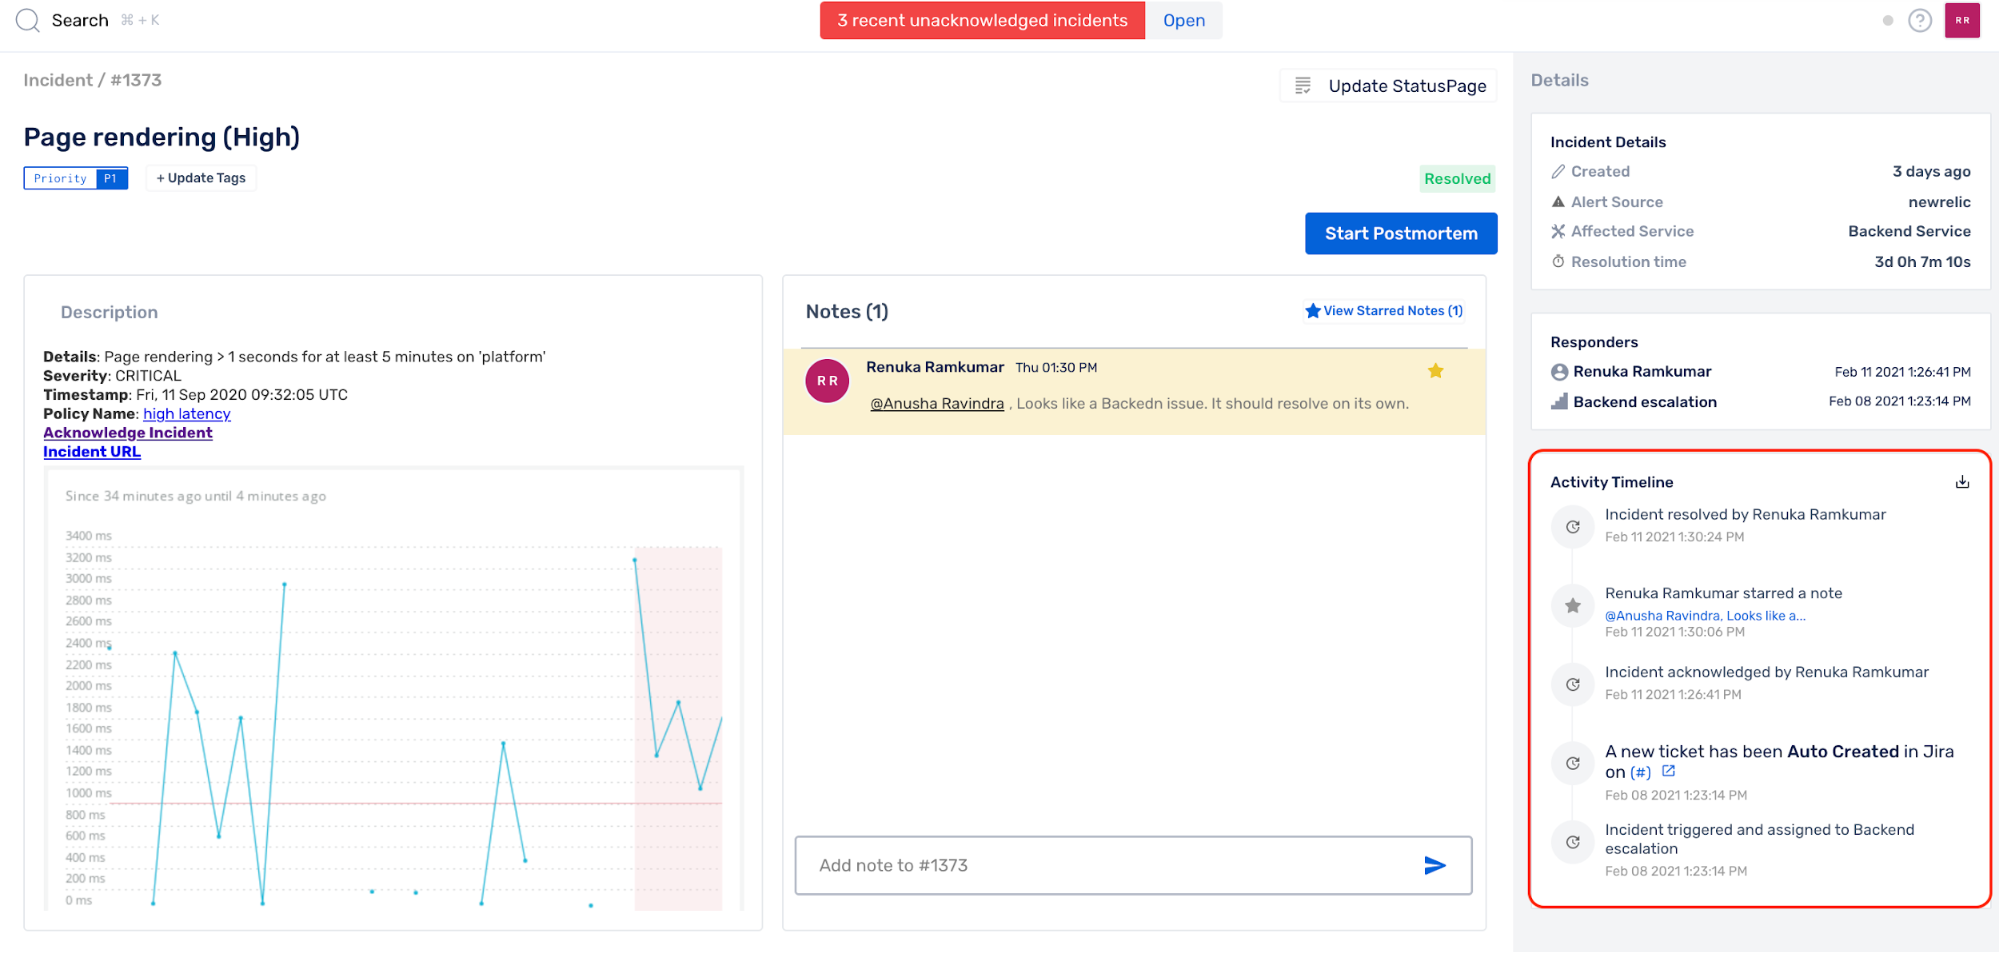 Search ⌘ + K
3 recent unacknowledged incidents Open
? RR
Incident / #1373
Update StatusPage
Page rendering (High)
Priority P1 + Update Tags
Resolved
Start Postmortem
Description
Details: Page rendering > 1 seconds for at least 5 minutes on 'platform'
Severity: CRITICAL
Timestamp: Fri, 11 Sep 2020 09:32:05 UTC
Policy Name: high latency
Acknowledge Incident
Incident URL
Since 34 minutes ago until 4 minutes ago
3400 ms
3200 ms
3000 ms
2800 ms
2600 ms
2400 ms
2200 ms
2000 ms
1800 ms
1600 ms
1400 ms
1200 ms
1000 ms
800 ms
600 ms
400 ms
200 ms
0 ms
Notes (1)
View Starred Notes (1)
RR
Renuka Ramkumar Thu 01:30 PM
@Anusha Ravindra , Looks like a Backedn issue. It should resolve on its own.
Add note to #1373
Details
Incident Details
Created 3 days ago
Alert Source newrelic
Affected Service Backend Service
Resolution time 3d 0h 7m 10s
Responders
Renuka Ramkumar Feb 11 2021 1:26:41 PM
Backend escalation Feb 08 2021 1:23:14 PM
Activity Timeline
Incident resolved by Renuka Ramkumar
Feb 11 2021 1:30:24 PM
Renuka Ramkumar starred a note
@Anusha Ravindra, Looks like a...
Feb 11 2021 1:30:06 PM
Incident acknowledged by Renuka Ramkumar
Feb 11 2021 1:26:41 PM
A new ticket has been Auto Created in Jira
on (#)
Feb 08 2021 1:23:14 PM
Incident triggered and assigned to Backend
escalation
Feb 08 2021 1:23:14 PM